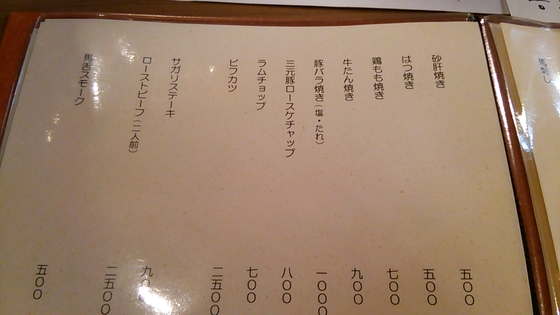 砂肝焼き 五〇〇
はつ焼き 五〇〇
鶏もも焼き 七〇〇
牛たん焼き 九〇〇
豚バラ焼き（塩・たれ） 一〇〇〇
三元豚ロースケチャップ 八〇〇
ラムチョップ 七〇〇
ビフカツ 二五〇〇
サガリステーキ 九〇
ローストビーフ（二人前） 二五〇〇
馬舌スモーク 五〇〇